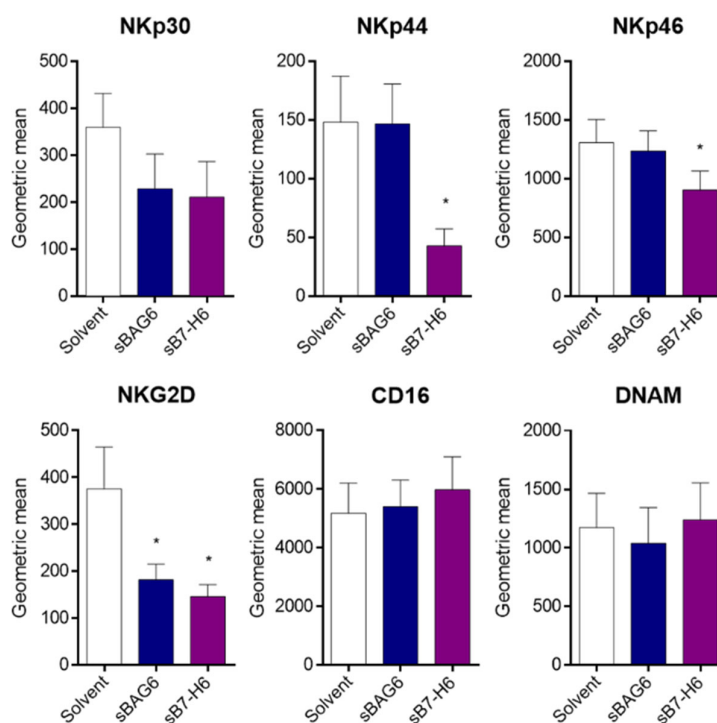 NKp30
Geometric mean
500
400
300
200
100
0
Solvent
sBAG6
sB7-H6
NKp44
Geometric mean
200
150
100
50
0
*
Solvent
sBAG6
sB7-H6
NKp46
Geometric mean
2000
1500
1000
500
0
*
Solvent
sBAG6
sB7-H6
NKG2D
Geometric mean
500
400
300
200
100
0
*
*
Solvent
sBAG6
sB7-H6
CD16
Geometric mean
8000
6000
4000
2000
0
Solvent
sBAG6
sB7-H6
DNAM
Geometric mean
2000
1500
1000
500
0
Solvent
sBAG6
sB7-H6